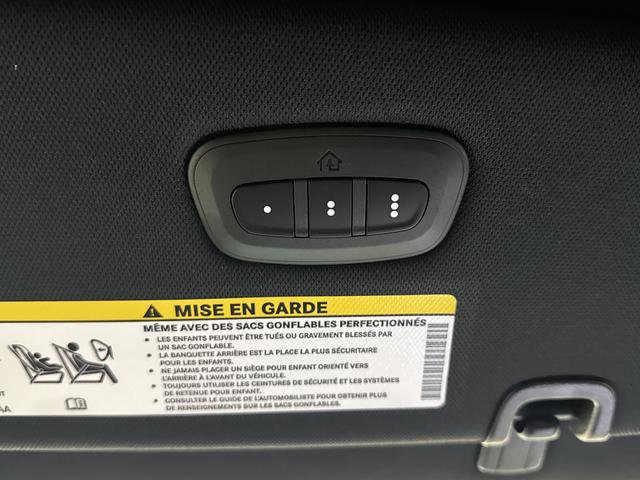 MISE EN GARDE
MÊME AVEC DES SACS GONFLABLES PERFECTIONNÉS
• LES ENFANTS PEUVENT ÊTRE TUÉS OU GRAVEMENT BLESSÉS PAR
UN SAC GONFLABLE.
• LA BANQUETTE ARRIÈRE EST LA PLACE LA PLUS SÉCURITAIRE
POUR LES ENFANTS.
• NE JAMAIS PLACER UN SIÈGE POUR ENFANT ORIENTÉ VERS
L'ARRIÈRE À L'AVANT DU VÉHICULE.
• TOUJOURS UTILISER LES CEINTURES DE SÉCURITÉ ET LES SYSTÈMES
DE RETENUE POUR ENFANT.
• CONSULTER LE GUIDE DE L'AUTOMOBILISTE POUR OBTENIR PLUS
DE RENSEIGNEMENTS SUR LES SACS GONFLABLES.